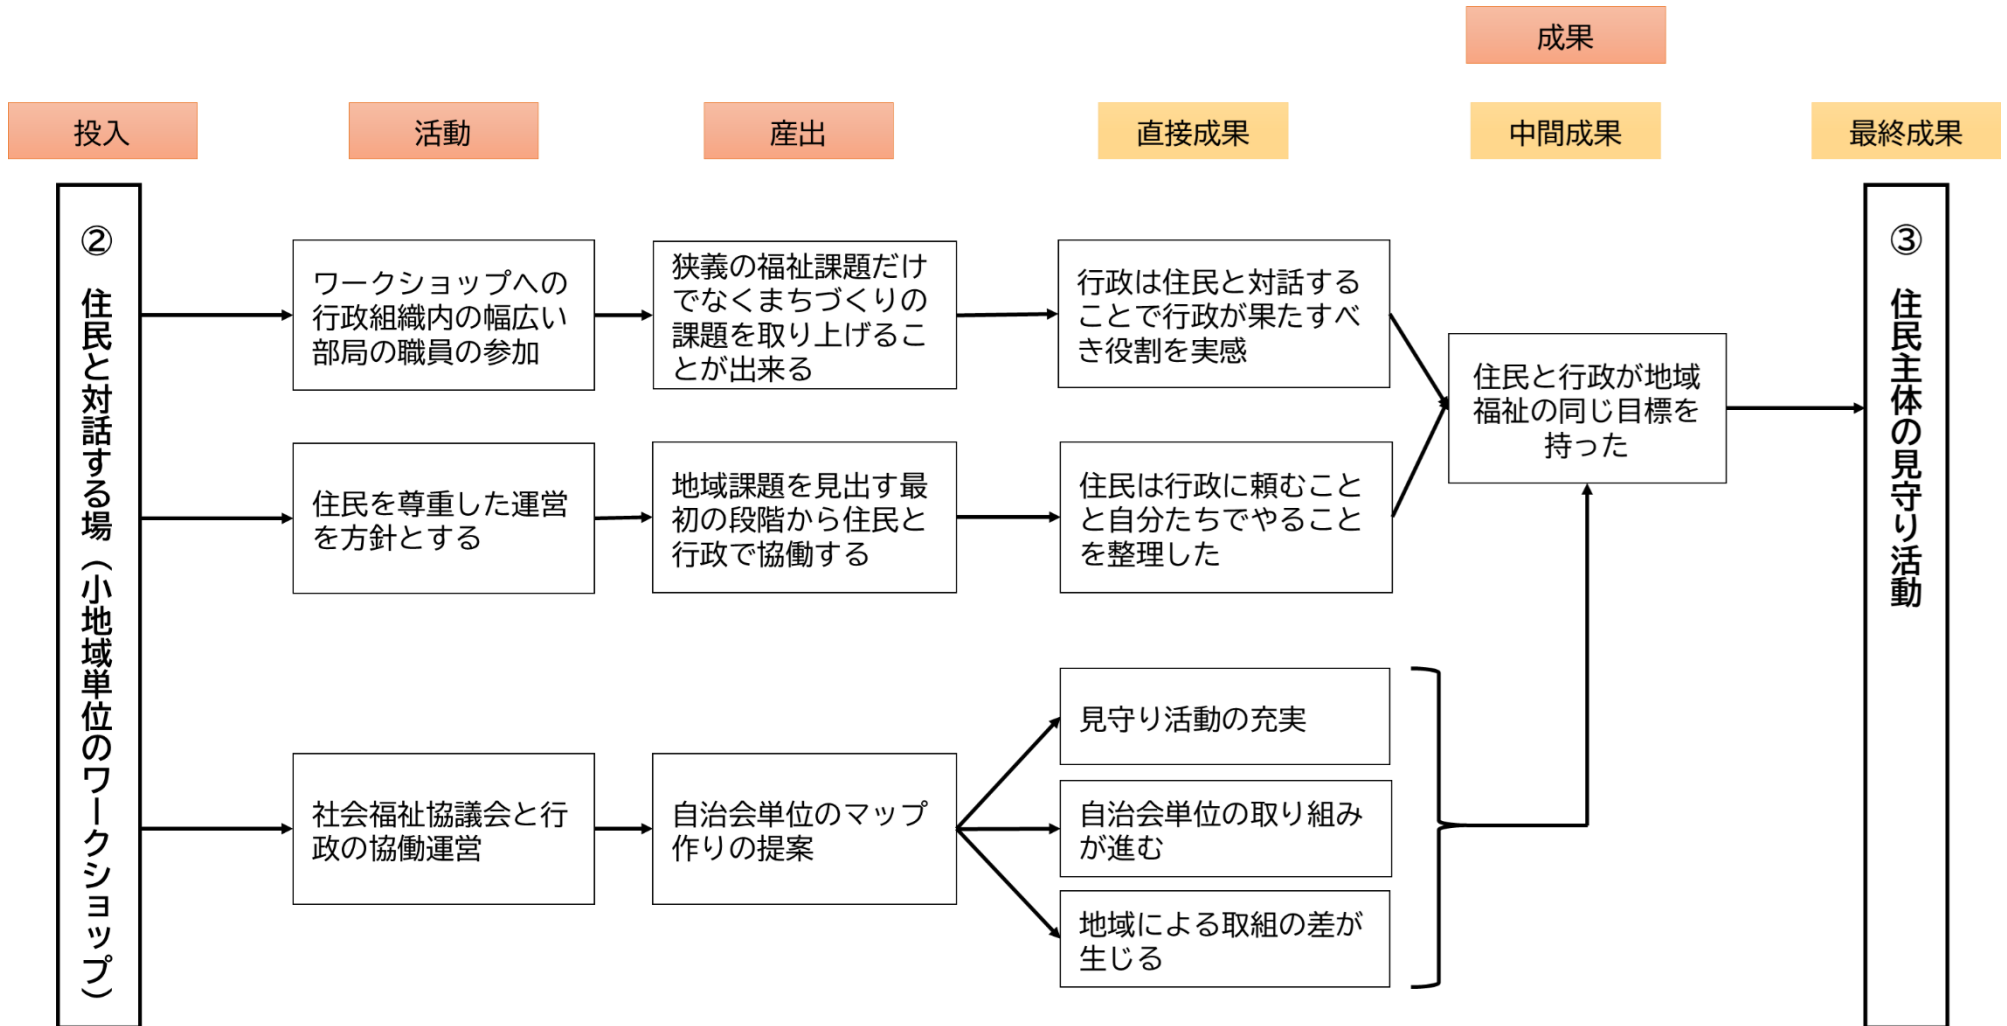 成果
投入
活動
産出
直接成果
中間成果
最終成果
② 住民と対話する場（小地域単位のワークショップ）
ワークショップへの
行政組織内の幅広い
部局の職員の参加
狭義の福祉課題だけ
でなくまちづくりの
課題を取り上げるこ
とが出来る
行政は住民と対話する
ことで行政が果たすべ
き役割を実感
住民と行政が地域
福祉の同じ目標を
持った
③ 住民主体の見守り活動
住民を尊重した運営
を方針とする
地域課題を見出す最
初の段階から住民と
行政で協働する
住民は行政に頼むこと
と自分たちでやること
を整理した
社会福祉協議会と行
政の協働運営
自治会単位のマップ
作りの提案
見守り活動の充実
自治会単位の取り組み
が進む
地域による取組の差が
生じる